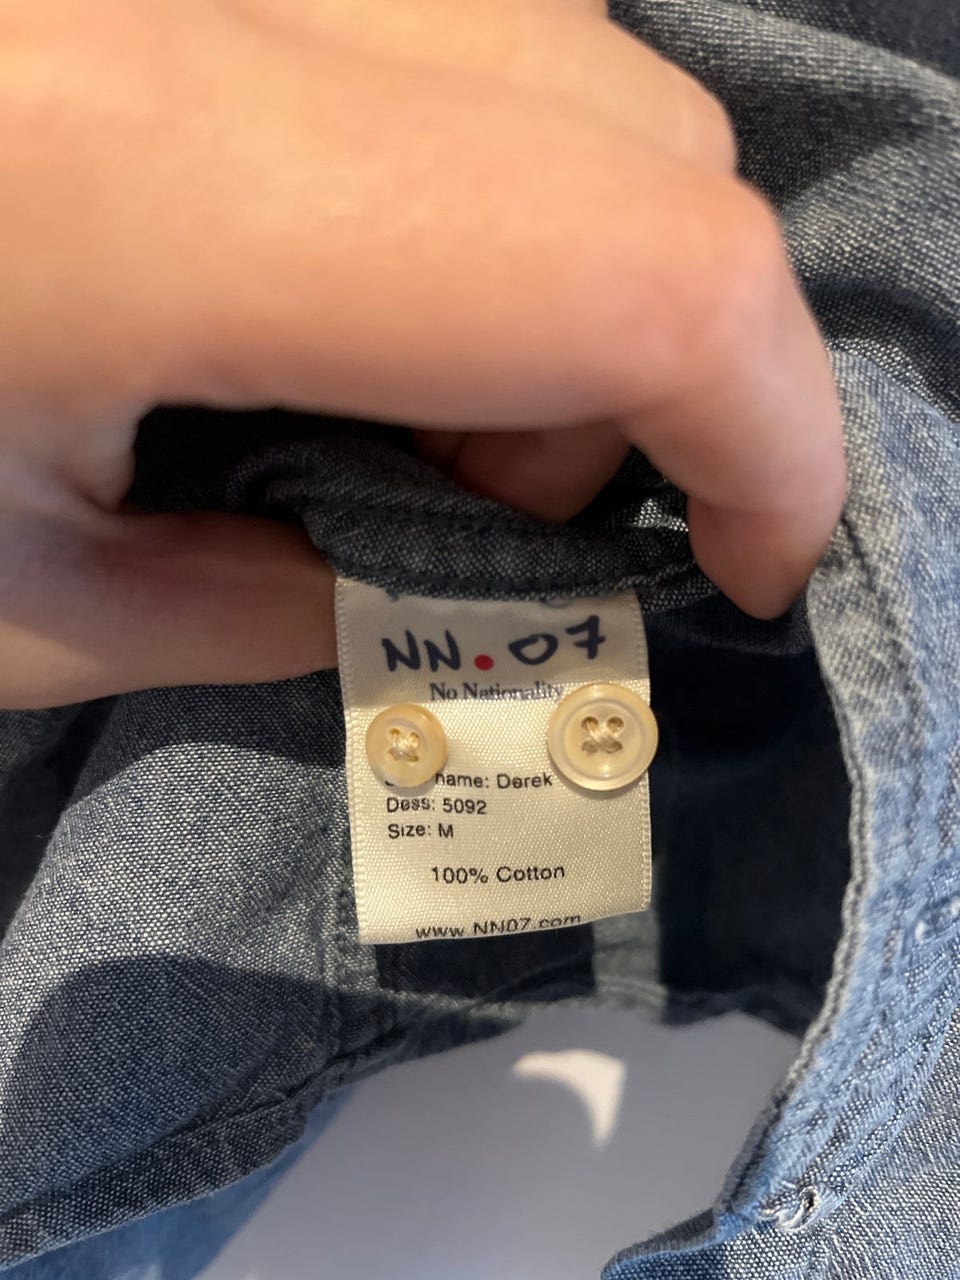 NN.07
No Nationality
name: Derek
Dess: 5092
Size: M
100% Cotton
www.NN07.com